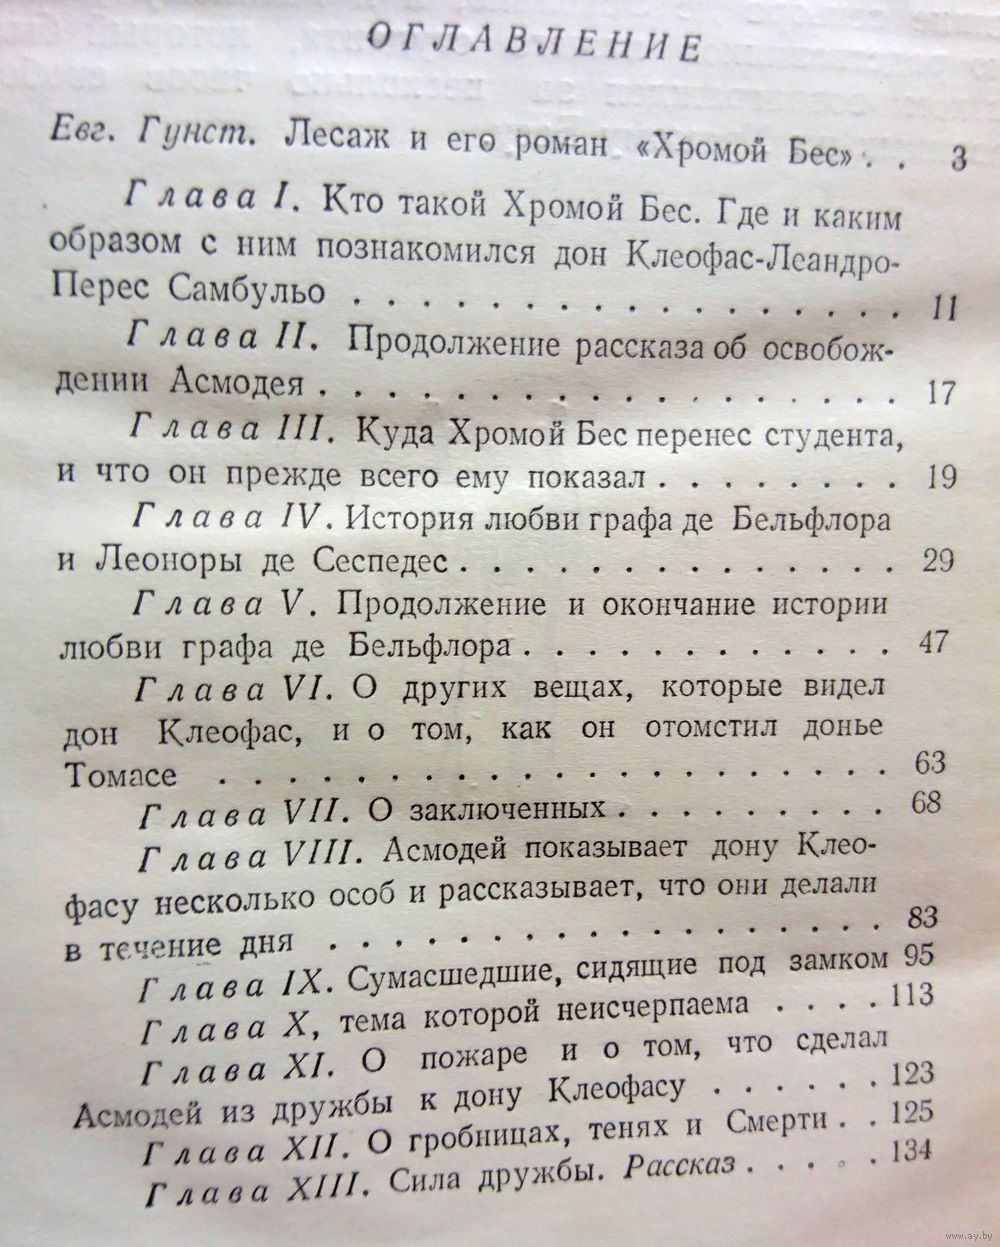 ОГЛАВЛЕНИЕ
Евг. Гунст. Лесаж и его роман «Хромой Бес» . . 3
Глава I. Кто такой Хромой Бес. Где и каким
образом с ним познакомился дон Клеофас-Леандро-
Перес Самбульо . . . . . . . . . . . . . . . . . . 11
Глава II. Продолжение рассказа об освобож-
дении Асмодея . . . . . . . . . . . . . . . . . . . 17
Глава III. Куда Хромой Бес перенес студента,
и что он прежде всего ему показал . . . . . . . . . 19
Глава IV. История любви графа де Бельфлора
и Леоноры де Сеспедес . . . . . . . . . . . . . . 29
Глава V. Продолжение и окончание истории
любви графа де Бельфлора . . . . . . . . . . . . 47
Глава VI. О других вещах, которые видел
дон Клеофас, и о том, как он отомстил донье
Томасе . . . . . . . . . . . . . . . . . . . . 63
Глава VII. О заключенных . . . . . . . . . . 68
Глава VIII. Асмодей показывает дону Клео-
фасу несколько особ и рассказывает, что они делали
в течение дня . . . . . . . . . . . . . . . . . 83
Глава IX. Сумасшедшие, сидящие под замком 95
Глава X, тема которой неисчерпаема . . . . 113
Глава XI. О пожаре и о том, что сделал
Асмодей из дружбы к дону Клеофасу . . . . . . 123
Глава XII. О гробницах, тенях и Смерти . . 125
Глава XIII. Сила дружбы. Рассказ . . . . . 134
www.ay.by